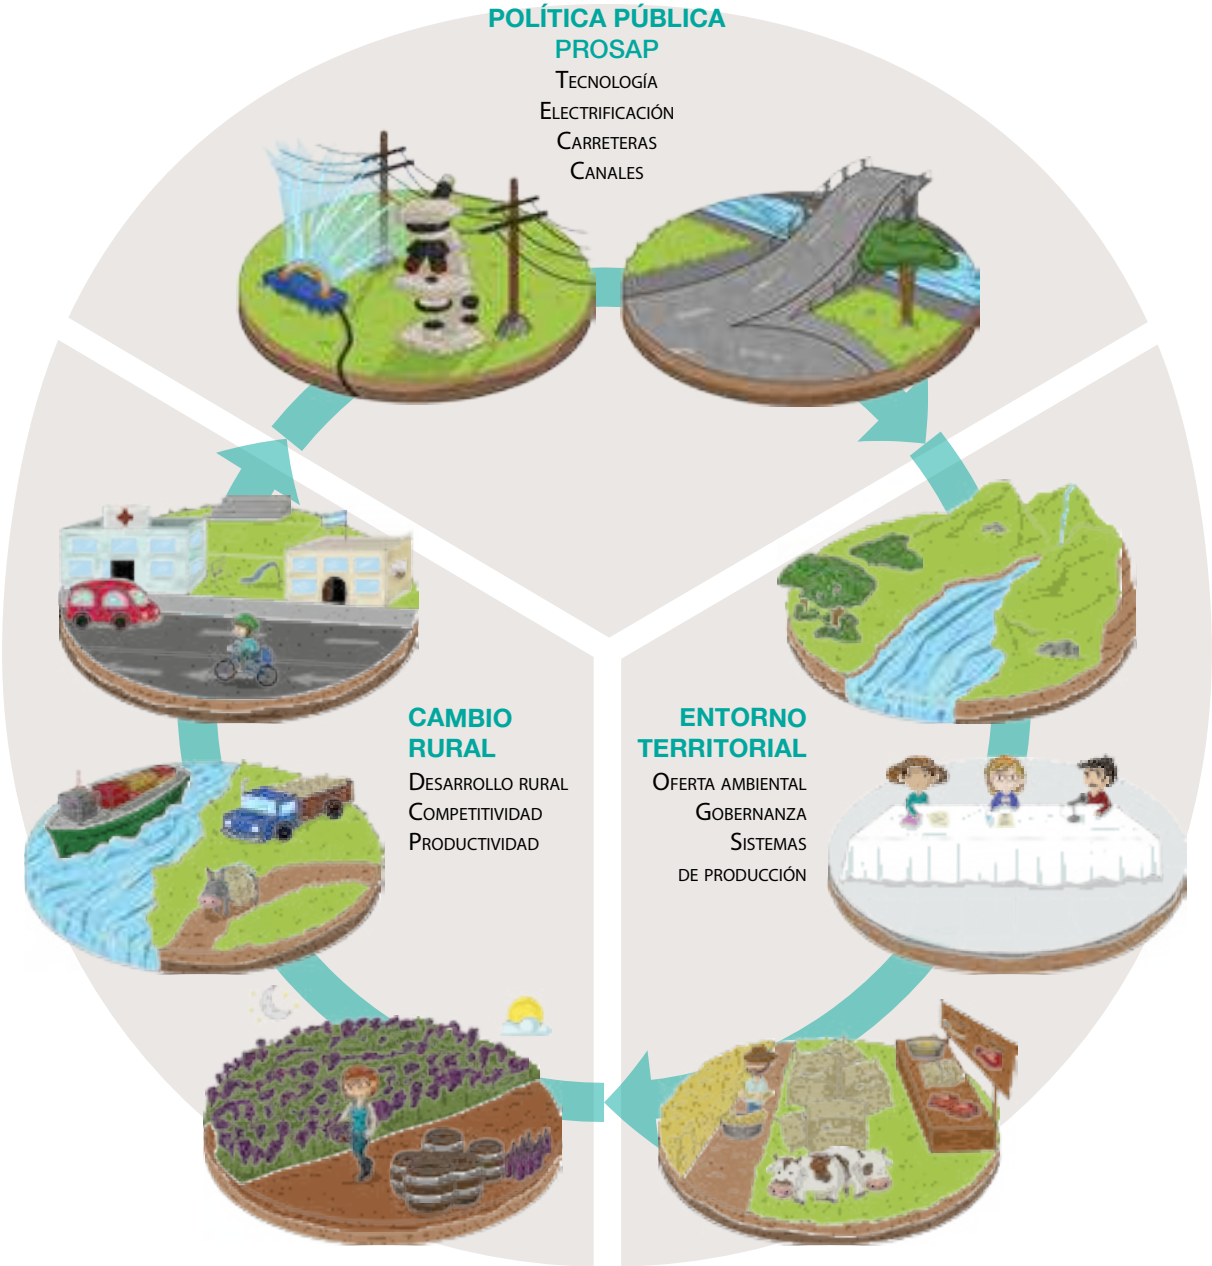 POLÍTICA PÚBLICA
PROSAP
Tecnología
Electrificación
Carreteras
Canales
CAMBIO
RURAL
Desarrollo rural
Competitividad
Productividad
ENTORNO
TERRITORIAL
Oferta ambiental
Gobernanza
Sistemas
de producción